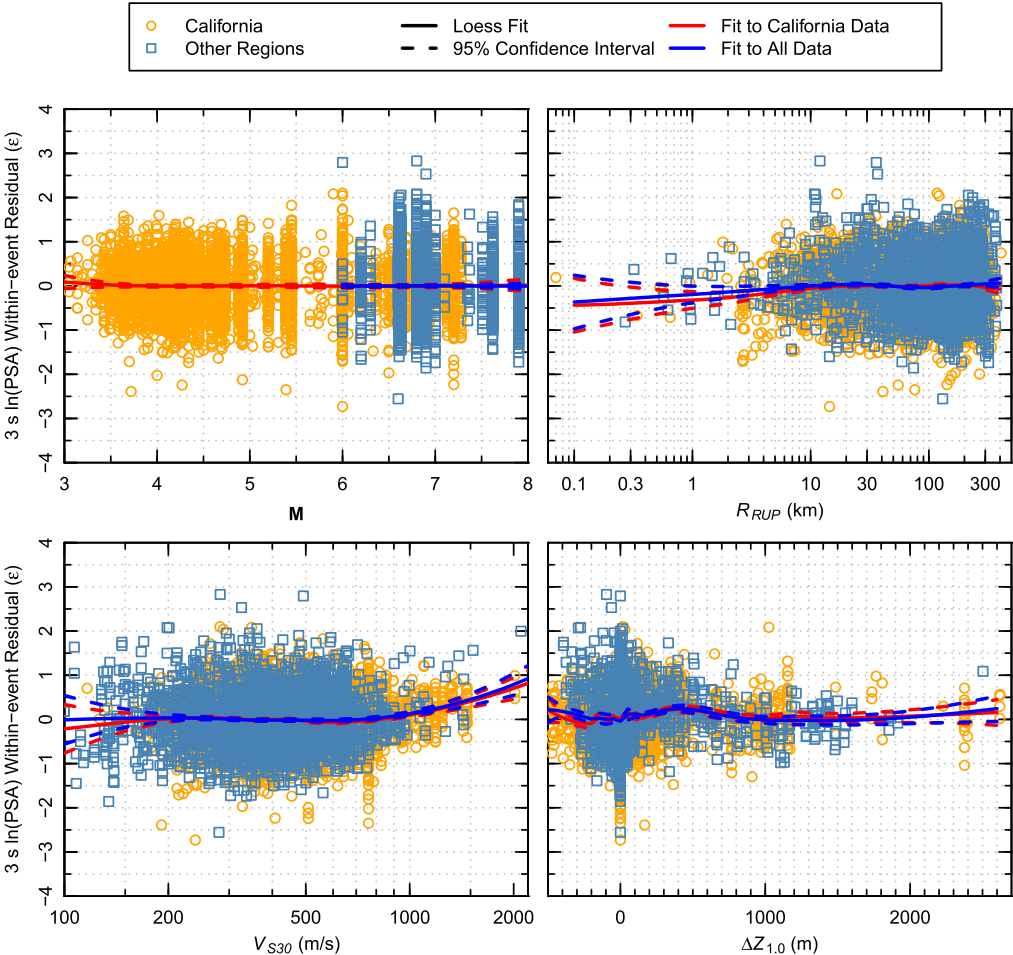 California
Other Regions
Loess Fit
95% Confidence Interval
Fit to California Data
Fit to All Data
3 s ln(PSA) Within−event Residual (ε)
4
3
2
1
0
−1
−2
−3
−4
3 4 5 6 7 8
M
0.1 0.3 1 10 30 100 300
R_RUP (km)
3 s ln(PSA) Within−event Residual (ε)
4
3
2
1
0
−1
−2
−3
−4
100 200 500 1000 2000
V_S30 (m/s)
0 1000 2000
ΔZ_1.0 (m)